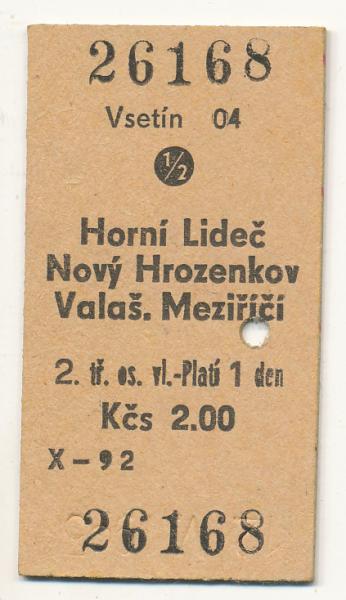 26168
Vsetín 04
1/2
Horní Lideč
Nový Hrozenkov
Valaš. Meziříčí
2. tř. os. vl.-Platí 1 den
Kčs 2.00
X-92
26168